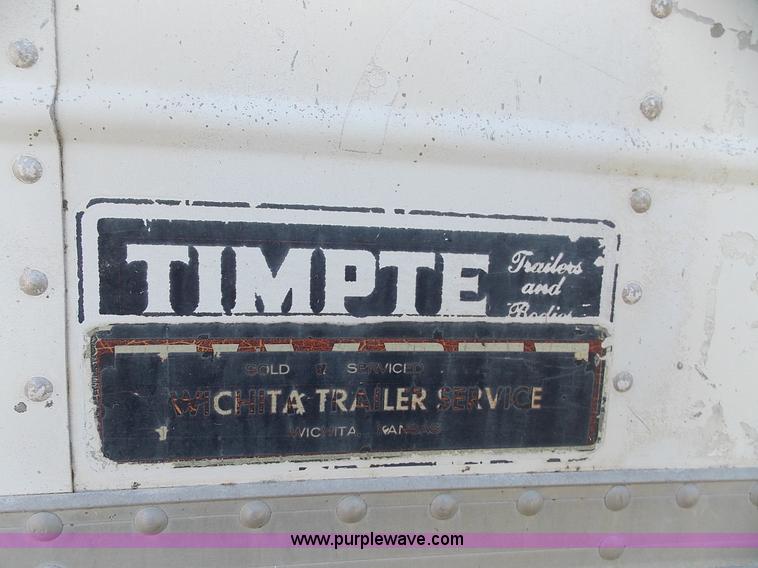 TIMPTE
Trailers
and
Bodies
SOLD & SERVICED
WICHITA TRAILER SERVICE
WICHITA, KANSAS
www.purplewave.com